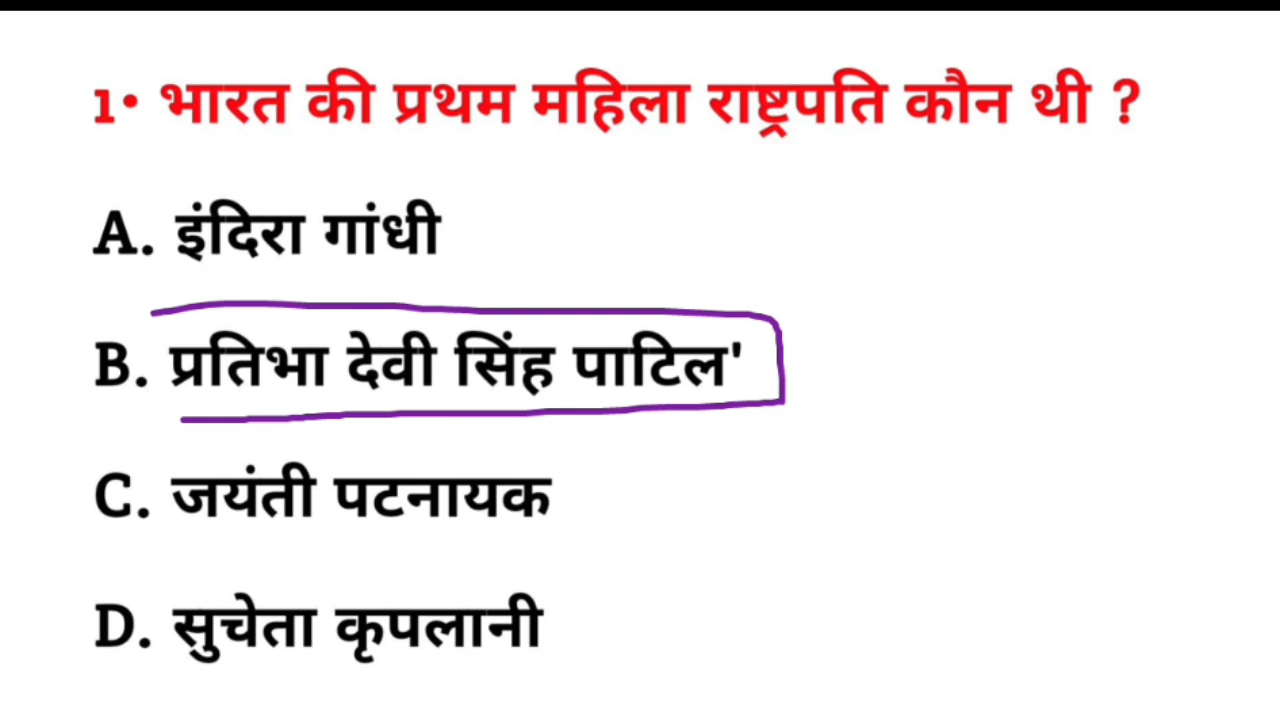 1• भारत की प्रथम महिला राष्ट्रपति कौन थी ?
A. इंदिरा गांधी
B. प्रतिभा देवी सिंह पाटिल'
C. जयंती पटनायक
D. सुचेता कृपलानी